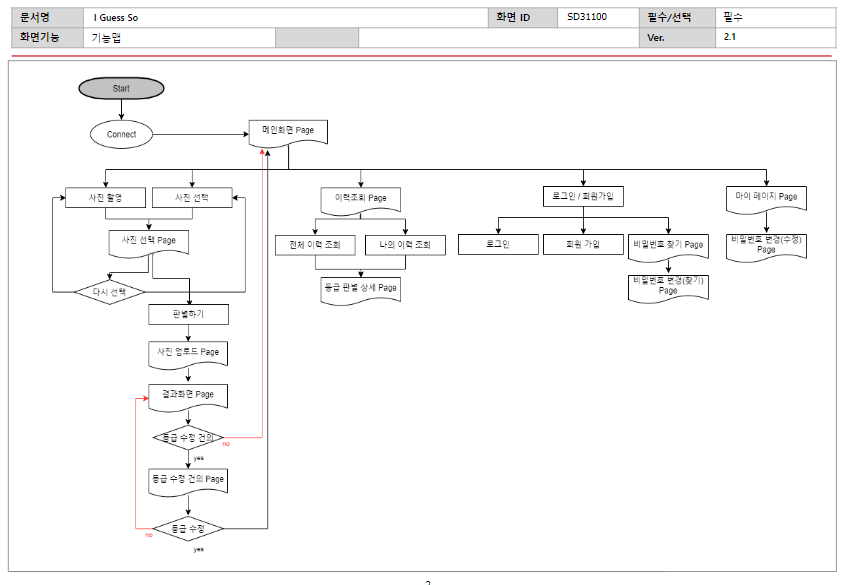 문서명 I Guess So 화면 ID SD31100 필수/선택 필수
화면기능 기능맵 Ver. 2.1
Start
Connect
메인화면 Page
사진 촬영
사진 선택
이력조회 Page
로그인 / 회원가입
마이 페이지 Page
사진 선택 Page
전체 이력 조회
나의 이력 조회
로그인
회원 가입
비밀번호 찾기 Page
비밀번호 변경(수정)
Page
다시 선택
등급 판별 상세 Page
비밀번호 변경(찾기)
Page
판별하기
사진 업로드 Page
결과화면 Page
등급 수정 건의
no
yes
등급 수정 건의 Page
등급 수정
no
yes
2